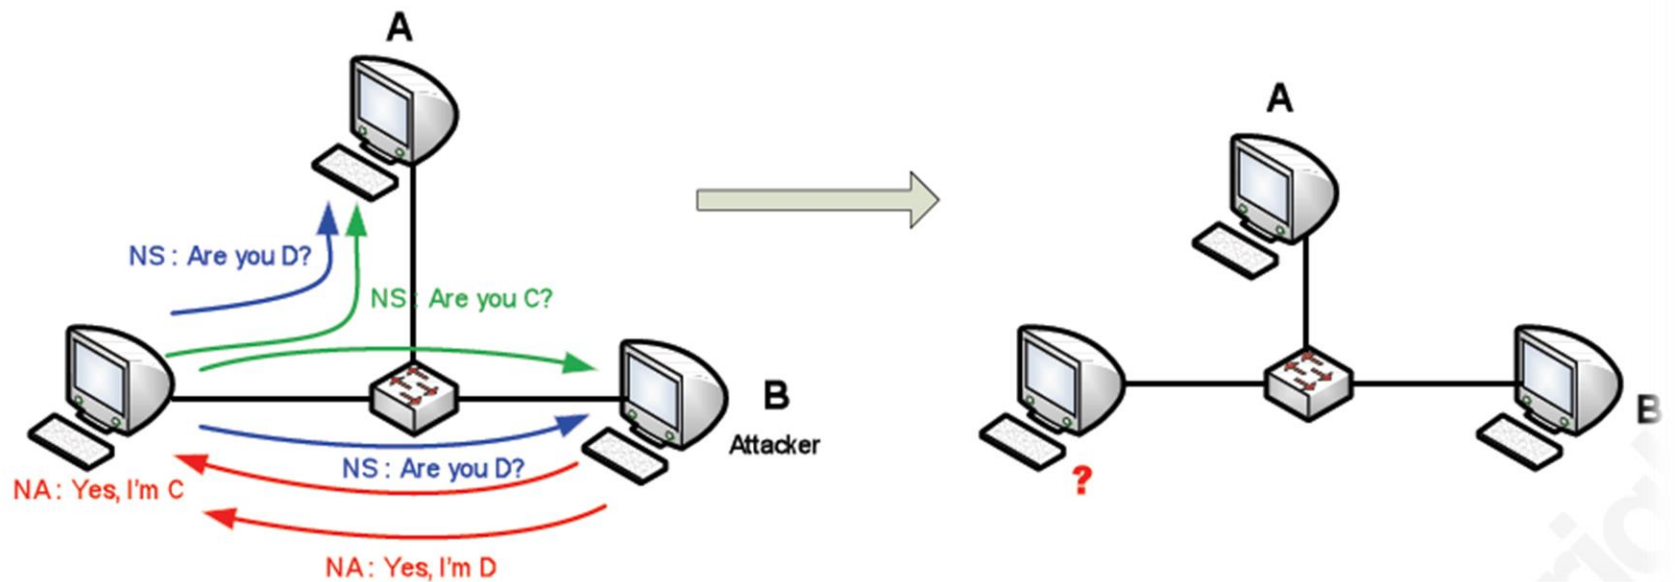 A
A
NS : Are you D?
NS : Are you C?
B
Attacker
B
NS : Are you D?
NA : Yes, I'm C
?
NA : Yes, I'm D